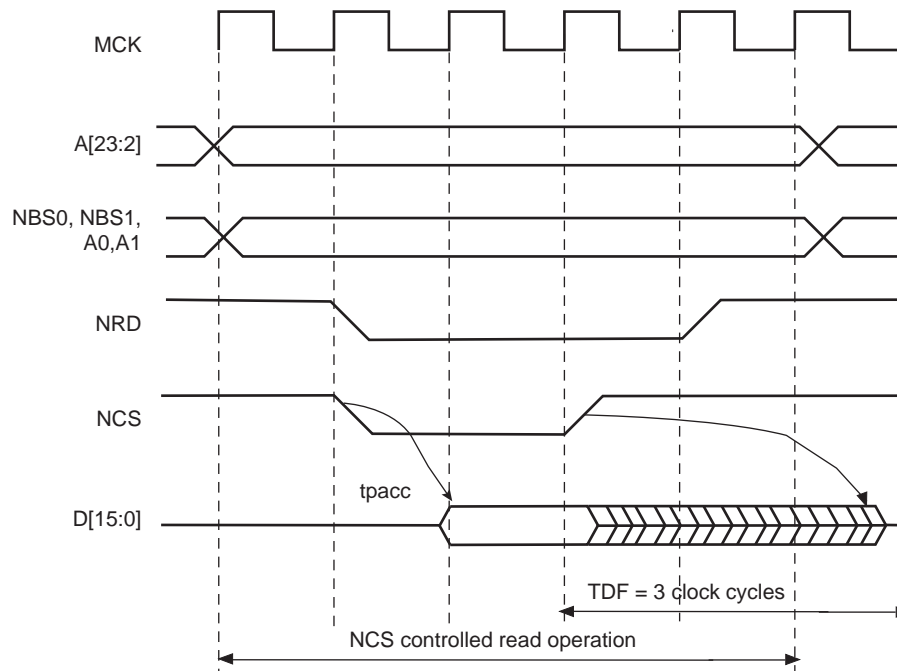 MCK
A[23:2]
NBS0, NBS1,
A0,A1
NRD
NCS
tpacc
D[15:0]
TDF = 3 clock cycles
NCS controlled read operation